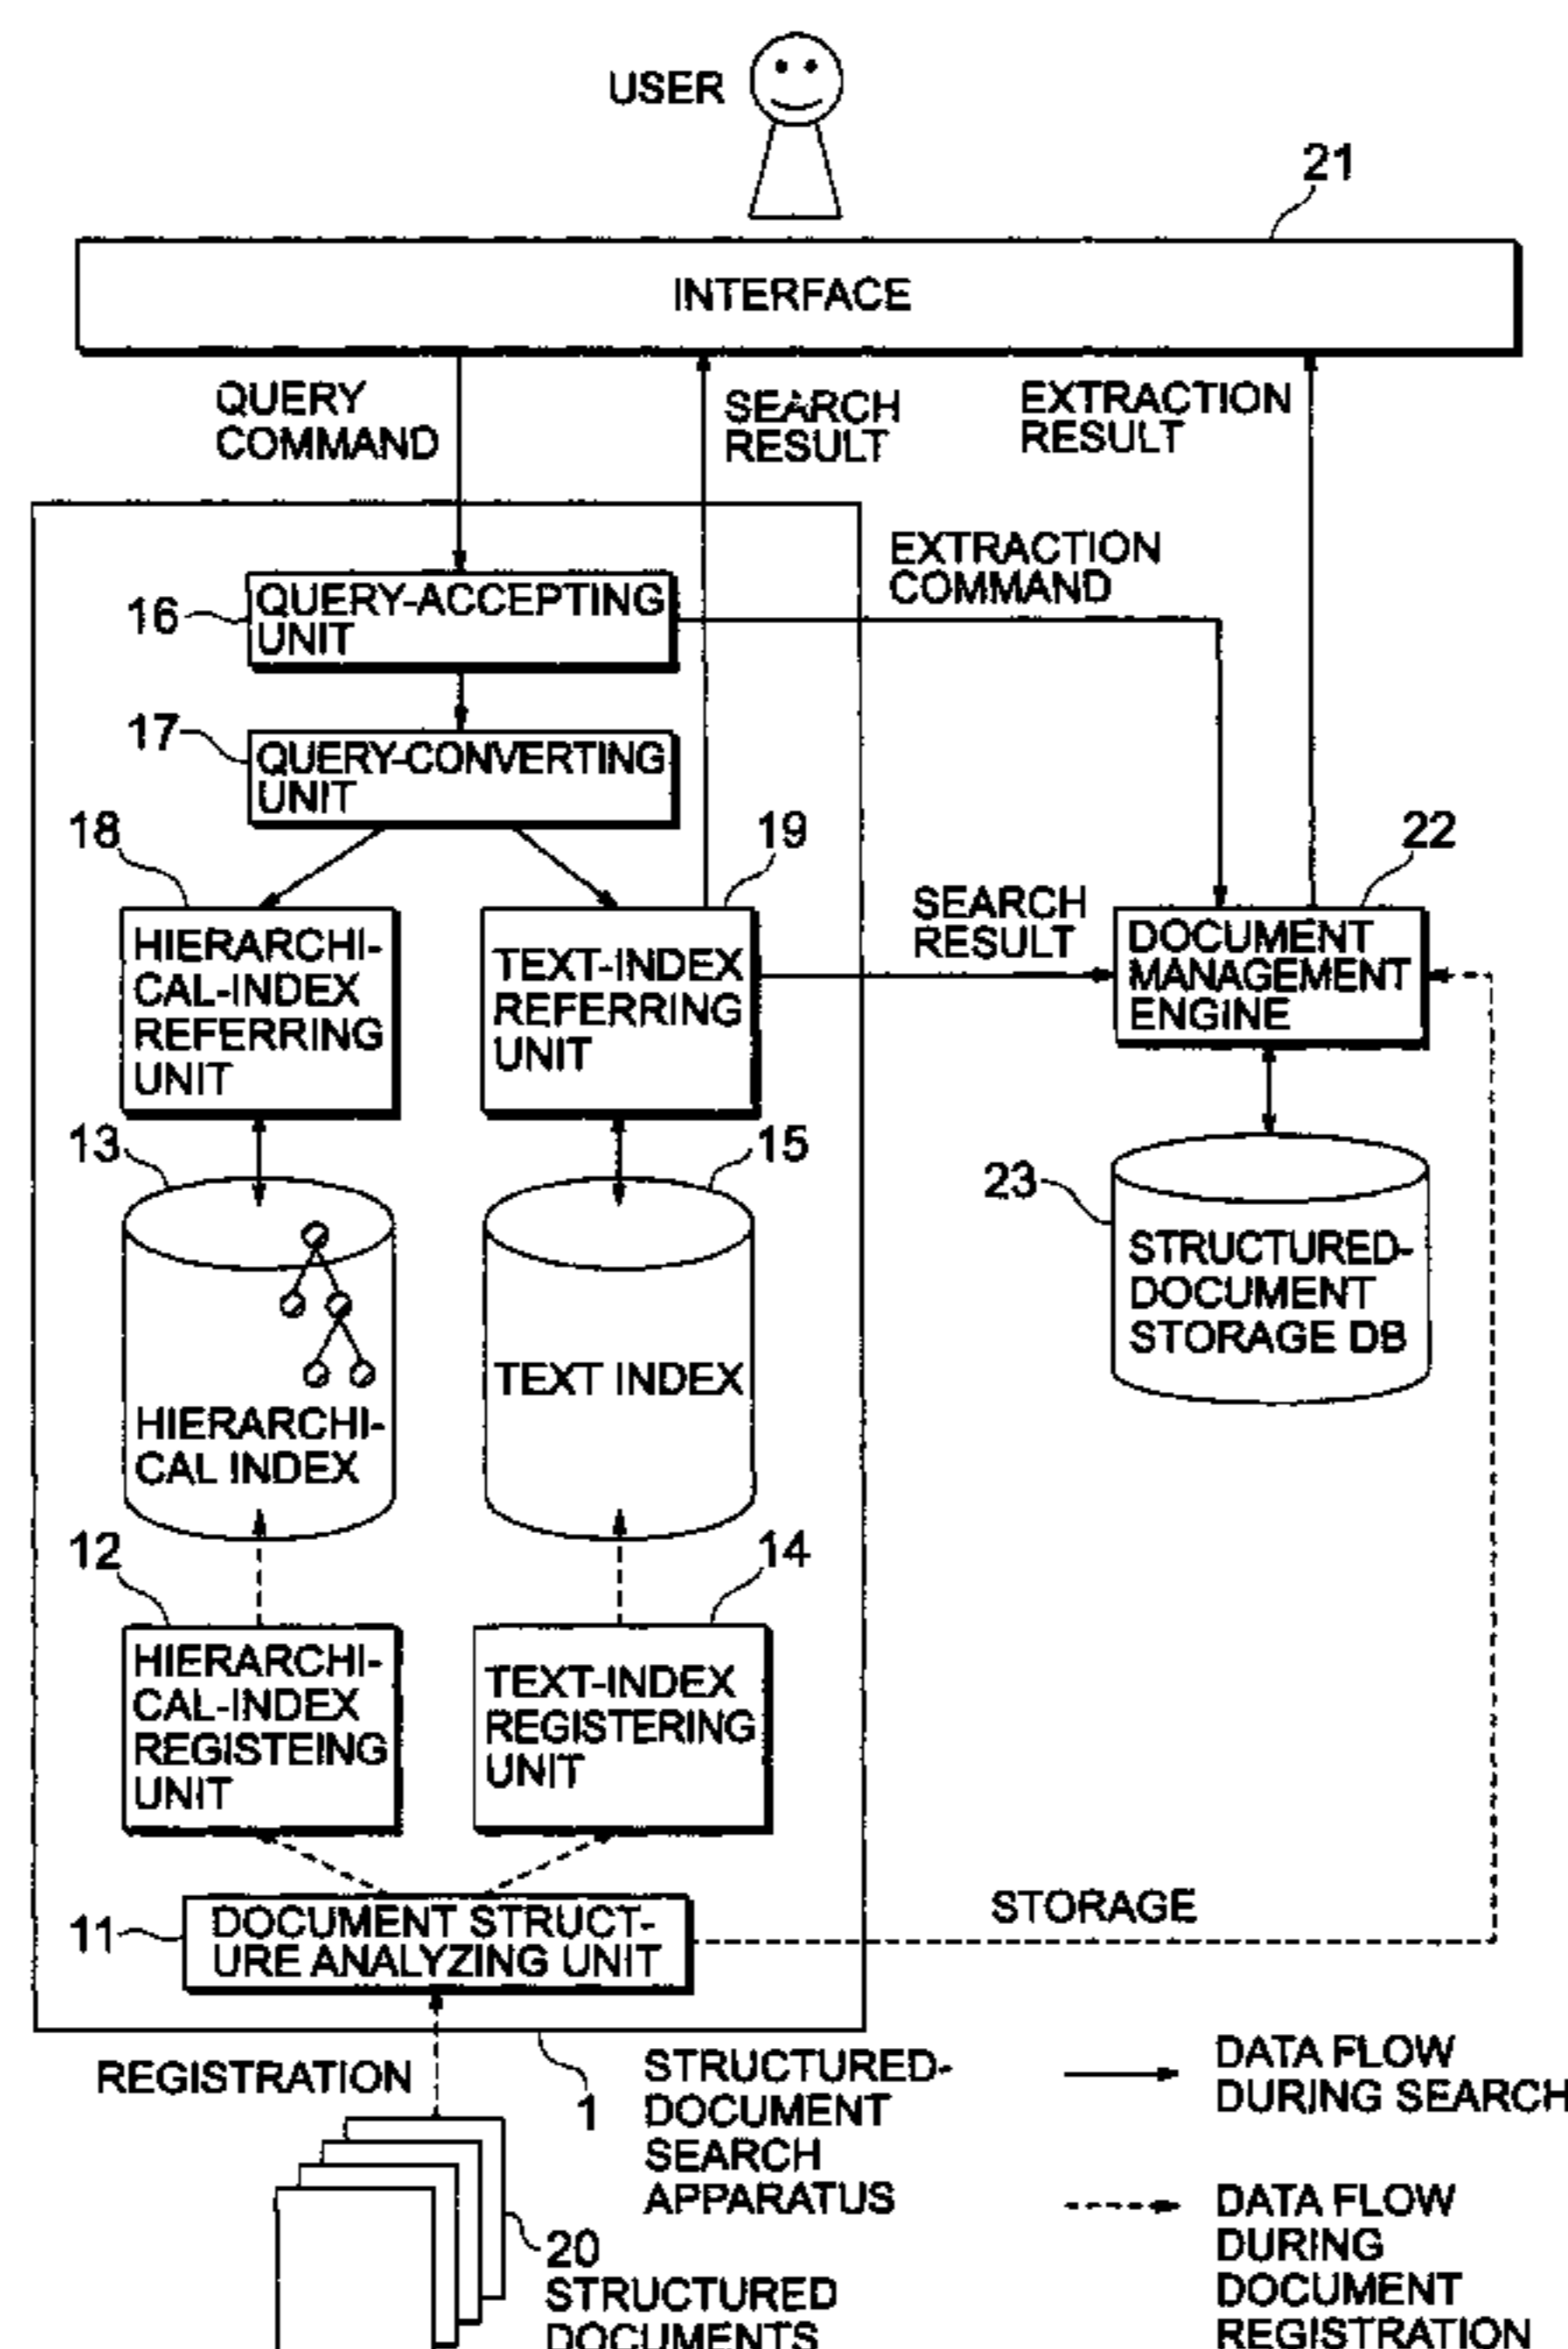 USER
21
INTERFACE
QUERY
COMMAND
SEARCH
RESULT
EXTRACTION
RESULT
EXTRACTION
COMMAND
16
QUERY-ACCEPTING
UNIT
17
QUERY-CONVERTING
UNIT
18
19
22
HIERARCHI-
CAL-INDEX
REFERRING
UNIT
TEXT-INDEX
REFERRING
UNIT
SEARCH
RESULT
DOCUMENT
MANAGEMENT
ENGINE
13
15
23
HIERARCHI-
CAL INDEX
TEXT INDEX
STRUCTURED-
DOCUMENT
STORAGE DB
12
14
HIERARCHI-
CAL-INDEX
REGISTEING
UNIT
TEXT-INDEX
REGISTERING
UNIT
11
DOCUMENT STRUCT-
URE ANALYZING UNIT
STORAGE
REGISTRATION
1
STRUCTURED-
DOCUMENT
SEARCH
APPARATUS
20
STRUCTURED
DOCUMENTS
DATA FLOW
DURING SEARCH
DATA FLOW
DURING
DOCUMENT
REGISTRATION